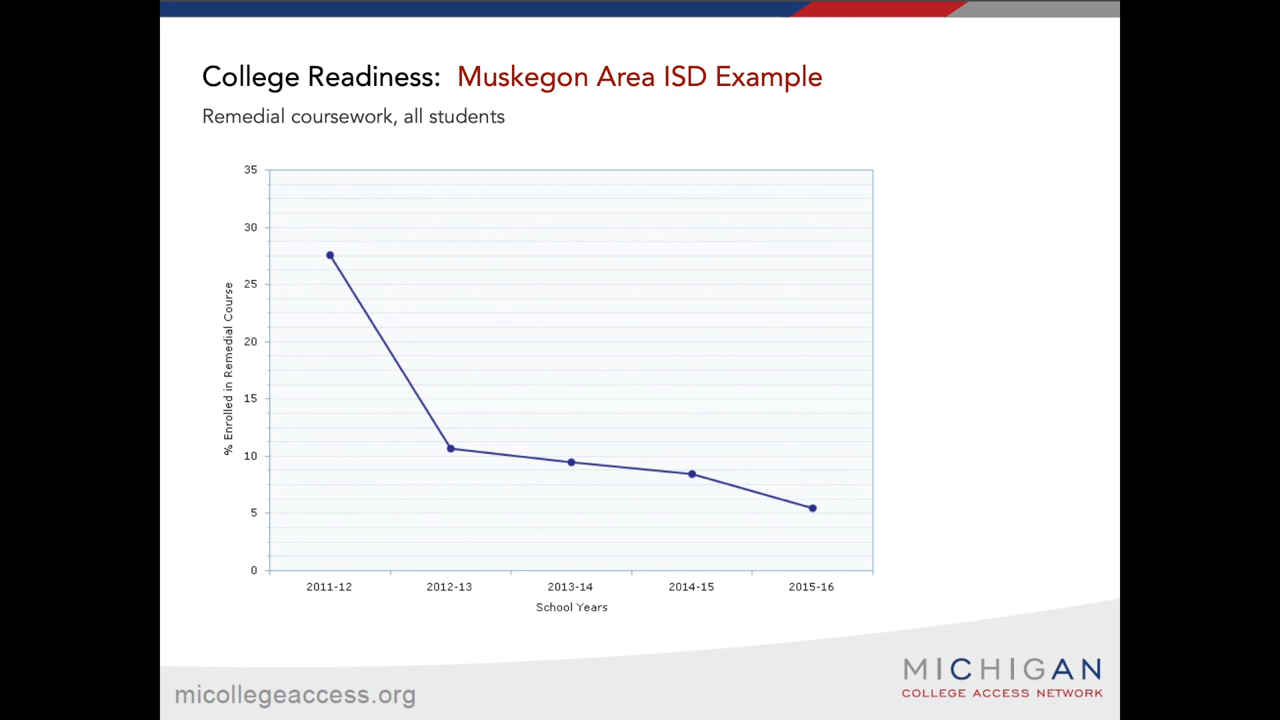 College Readiness: Muskegon Area ISD Example
Remedial coursework, all students
35
30
25
20
15
10
5
0
% Enrolled in Remedial Course
2011-12 2012-13 2013-14 2014-15 2015-16
School Years
MICHIGAN
COLLEGE ACCESS NETWORK
micollegeaccess.org